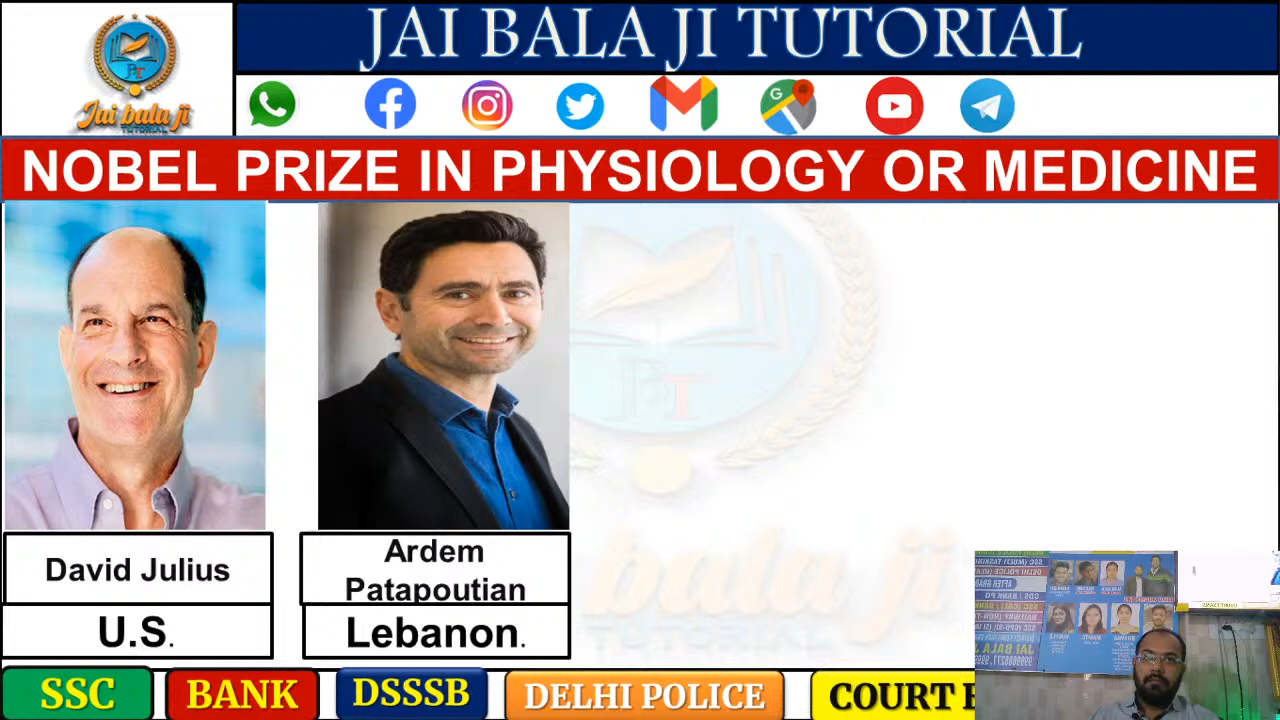 JAI BALA JI TUTORIAL
Jai bala ji
TUTORIAL
NOBEL PRIZE IN PHYSIOLOGY OR MEDICINE
David Julius
Ardem
Patapoutian
U.S.
Lebanon.
SSC
BANK
DSSSB
DELHI POLICE
COURT